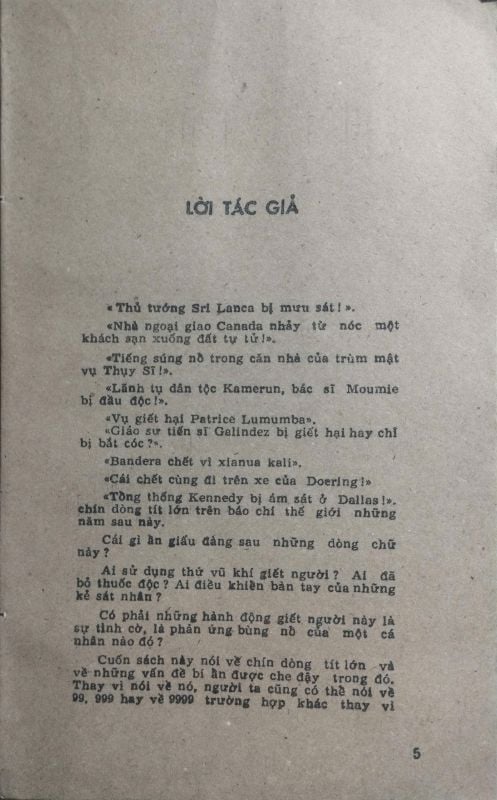 LỜI TÁC GIẢ
«Thủ tướng Sri Lanca bị mưu sát!».
«Nhà ngoại giao Canada nhảy từ nóc một
khách sạn xuống đất tự tử!».
«Tiếng súng nổ trong căn nhà của trùm mật
vụ Thụy Sĩ!».
«Lãnh tụ dân tộc Kamerun, bác sĩ Moumie
bị đầu độc!».
«Vụ giết hại Patrice Lumumba».
«Giáo sư tiến sĩ Galindez bị giết hại hay chỉ
bị bắt cóc?».
«Bandera chết vì xianua kali».
«Cái chết cùng đi trên xe của Doering!»
«Tổng thống Kennedy bị ám sát ở Dallas!».
chín dòng tít lớn trên báo chí thế giới những
năm sau này.
Cái gì ẩn giấu đàng sau những dòng chữ
này?
Ai sử dụng thứ vũ khí giết người? Ai đã
bỏ thuốc độc? Ai điều khiển bàn tay của những
kẻ sát nhân?
Có phải những hành động giết người này là
sự tình cờ, là phản ứng bùng nổ của một cá
nhân nào đó?
Cuốn sách này nói về chín dòng tít lớn và
về những vấn đề bí ẩn được che đậy trong đó.
Thay vì nói về nó, người ta cũng có thể nói về
99, 999 hay về 9999 trường hợp khác thay vì
5